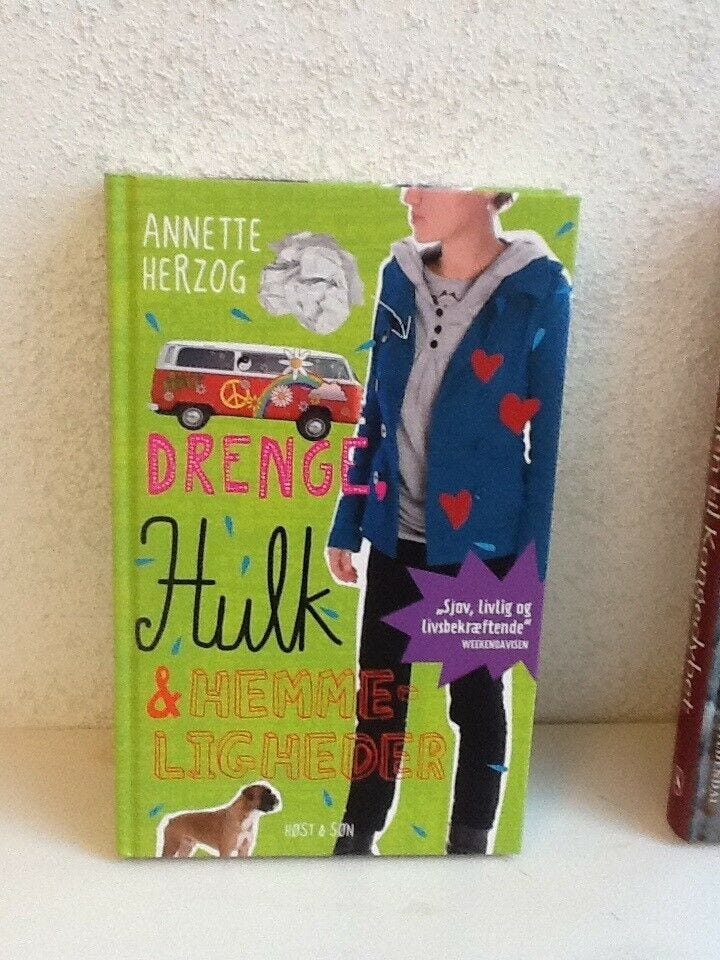 ANNETTE
HERZOG
DRENGE,
Hulk
& HEMME-
LIGHEDER
„Sjov, livlig og
livsbekræftende“
WEEKENDAVISEN
HØST & SØN